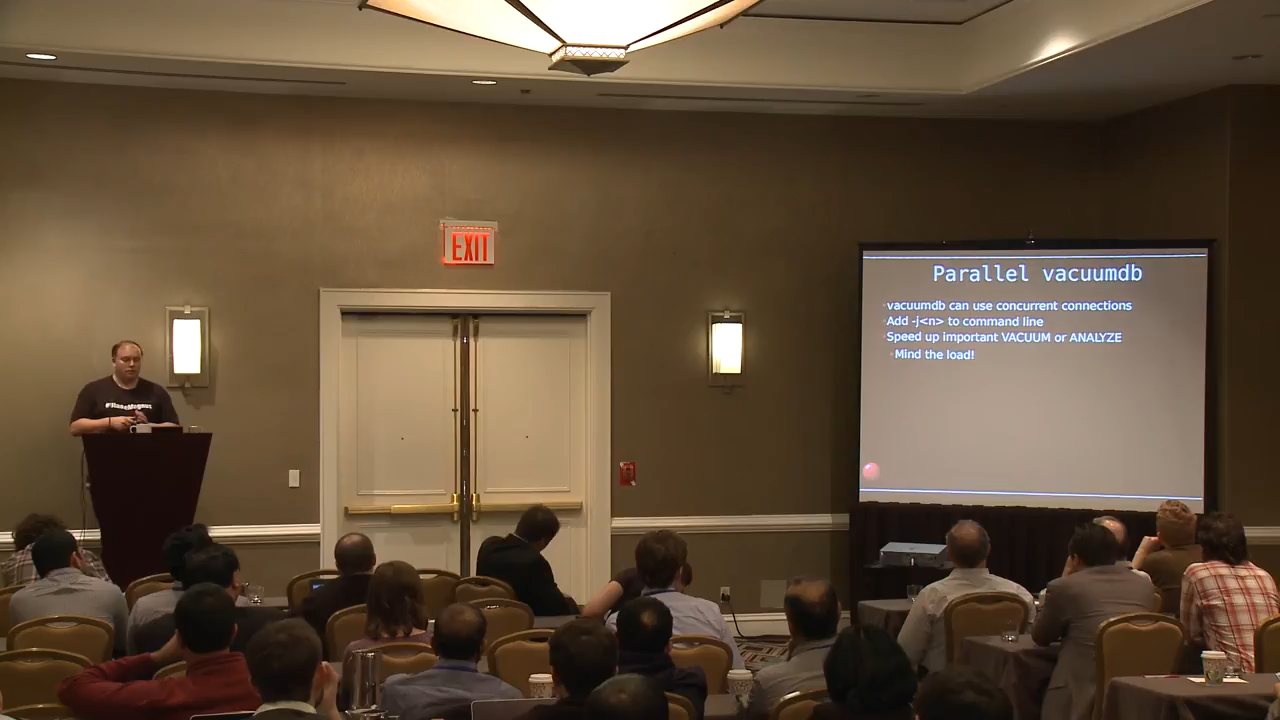 EXIT
Parallel vacuumdb
vacuumdb can use concurrent connections
Add -j<n> to command line
Speed up important VACUUM or ANALYZE
Mind the load!